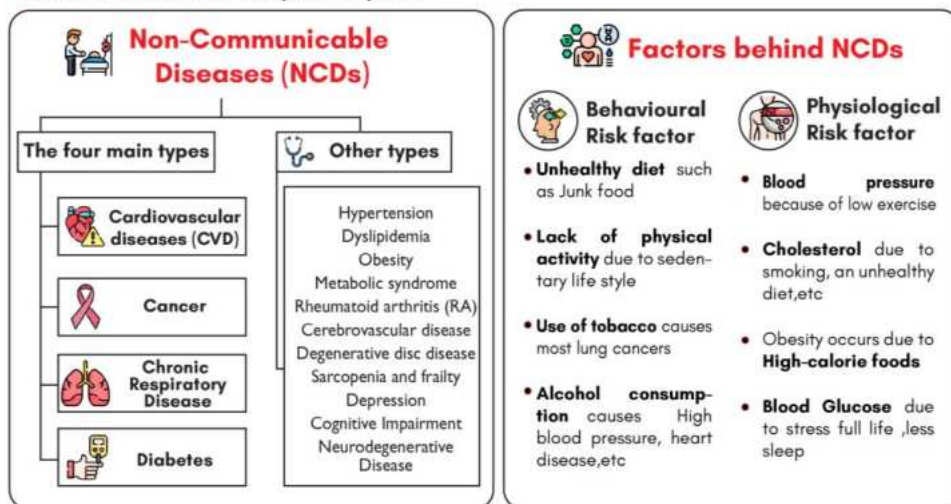 Non-Communicable
Diseases (NCDs)
The four main types
Cardiovascular
diseases (CVD)
Cancer
Chronic
Respiratory
Disease
Diabetes
Other types
Hypertension
Dyslipidemia
Obesity
Metabolic syndrome
Rheumatoid arthritis (RA)
Cerebrovascular disease
Degenerative disc disease
Sarcopenia and frailty
Depression
Cognitive Impairment
Neurodegenerative
Disease
Factors behind NCDs
Behavioural
Risk factor
• Unhealthy diet such
as Junk food
• Lack of physical
activity due to seden-
tary life style
• Use of tobacco causes
most lung cancers
• Alcohol consump-
tion causes High
blood pressure, heart
disease,etc
Physiological
Risk factor
• Blood pressure
because of low exercise
• Cholesterol due to
smoking, an unhealthy
diet,etc
• Obesity occurs due to
High-calorie foods
• Blood Glucose due
to stress full life ,less
sleep